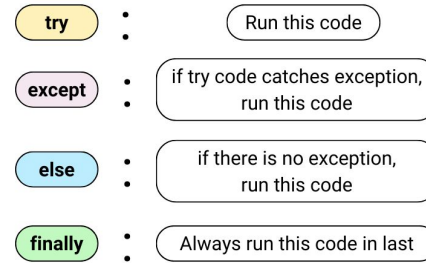 try : Run this code
except : if try code catches exception,
run this code
else : if there is no exception,
run this code
finally : Always run this code in last